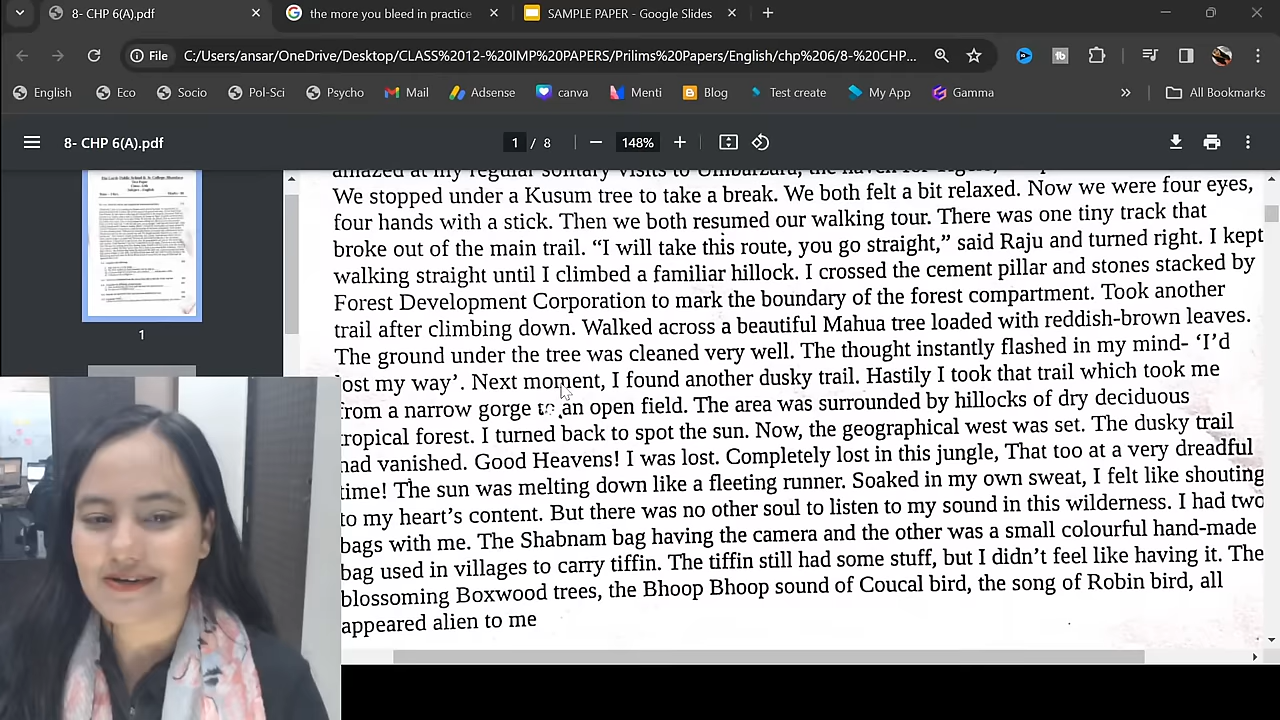 8- CHP 6(A).pdf
the more you bleed in practice
SAMPLE PAPER - Google Slides
File
C:/Users/ansar/OneDrive/Desktop/CLASS%2012-%20IMP%20PAPERS/Prilims%20Papers/English/chp%206/8-%20CHP...
English
Eco
Socio
Pol-Sci
Psycho
Mail
Adsense
canva
Menti
Blog
Test create
My App
Gamma
All Bookmarks
8- CHP 6(A).pdf
1 / 8
148%
1
amazed at my regular
We stopped under a Kusum tree to take a break. We both felt a bit relaxed. Now we were four eyes,
four hands with a stick. Then we both resumed our walking tour. There was one tiny track that
broke out of the main trail. “I will take this route, you go straight,” said Raju and turned right. I kept
walking straight until I climbed a familiar hillock. I crossed the cement pillar and stones stacked by
Forest Development Corporation to mark the boundary of the forest compartment. Took another
trail after climbing down. Walked across a beautiful Mahua tree loaded with reddish-brown leaves.
The ground under the tree was cleaned very well. The thought instantly flashed in my mind- ‘I’d
lost my way’. Next moment, I found another dusky trail. Hastily I took that trail which took me
from a narrow gorge to an open field. The area was surrounded by hillocks of dry deciduous
tropical forest. I turned back to spot the sun. Now, the geographical west was set. The dusky trail
had vanished. Good Heavens! I was lost. Completely lost in this jungle, That too at a very dreadful
time! The sun was melting down like a fleeting runner. Soaked in my own sweat, I felt like shouting
to my heart’s content. But there was no other soul to listen to my sound in this wilderness. I had two
bags with me. The Shabnam bag having the camera and the other was a small colourful hand-made
bag used in villages to carry tiffin. The tiffin still had some stuff, but I didn’t feel like having it. The
blossoming Boxwood trees, the Bhoop Bhoop sound of Coucal bird, the song of Robin bird, all
appeared alien to me